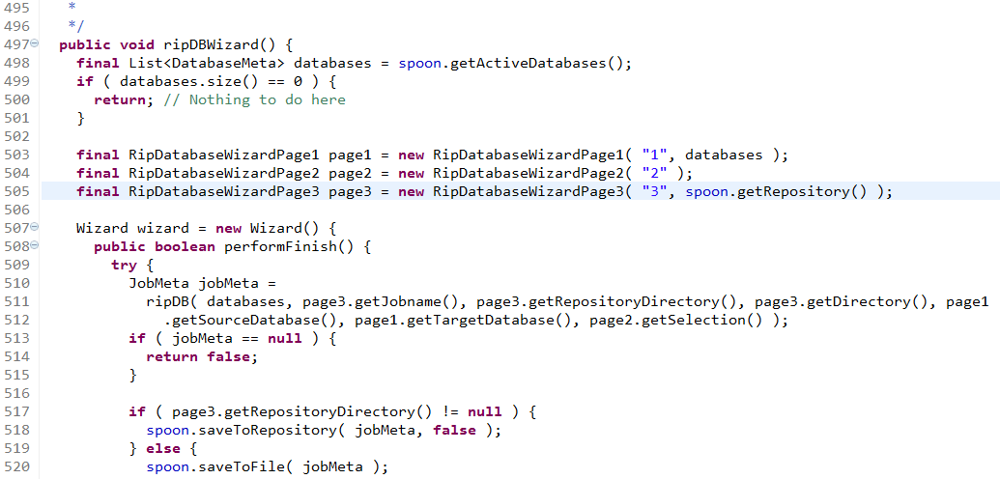 495    *
496    */
497   public void ripDBWizard() {
498     final List<DatabaseMeta> databases = spoon.getActiveDatabases();
499     if ( databases.size() == 0 ) {
500       return; // Nothing to do here
501     }
502
503     final RipDatabaseWizardPage1 page1 = new RipDatabaseWizardPage1( "1", databases );
504     final RipDatabaseWizardPage2 page2 = new RipDatabaseWizardPage2( "2" );
505     final RipDatabaseWizardPage3 page3 = new RipDatabaseWizardPage3( "3", spoon.getRepository() );
506
507     Wizard wizard = new Wizard() {
508       public boolean performFinish() {
509         try {
510           JobMeta jobMeta =
511             ripDB( databases, page3.getJobname(), page3.getRepositoryDirectory(), page3.getDirectory(), page1
512               .getSourceDatabase(), page1.getTargetDatabase(), page2.getSelection() );
513           if ( jobMeta == null ) {
514             return false;
515           }
516
517           if ( page3.getRepositoryDirectory() != null ) {
518             spoon.saveToRepository( jobMeta, false );
519           } else {
520             spoon.saveToFile( jobMeta );